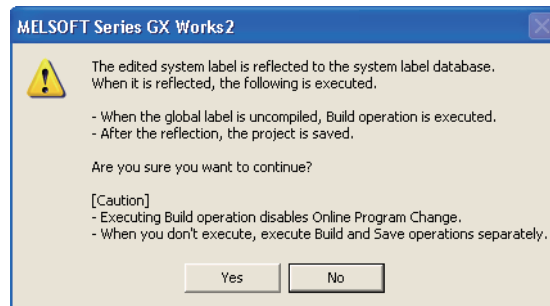 MELSOFT Series GX Works2
The edited system label is reflected to the system label database.
When it is reflected, the following is executed.
- When the global label is uncompiled, Build operation is executed.
- After the reflection, the project is saved.
Are you sure you want to continue?
[Caution]
- Executing Build operation disables Online Program Change.
- When you don't execute, execute Build and Save operations separately.
Yes
No